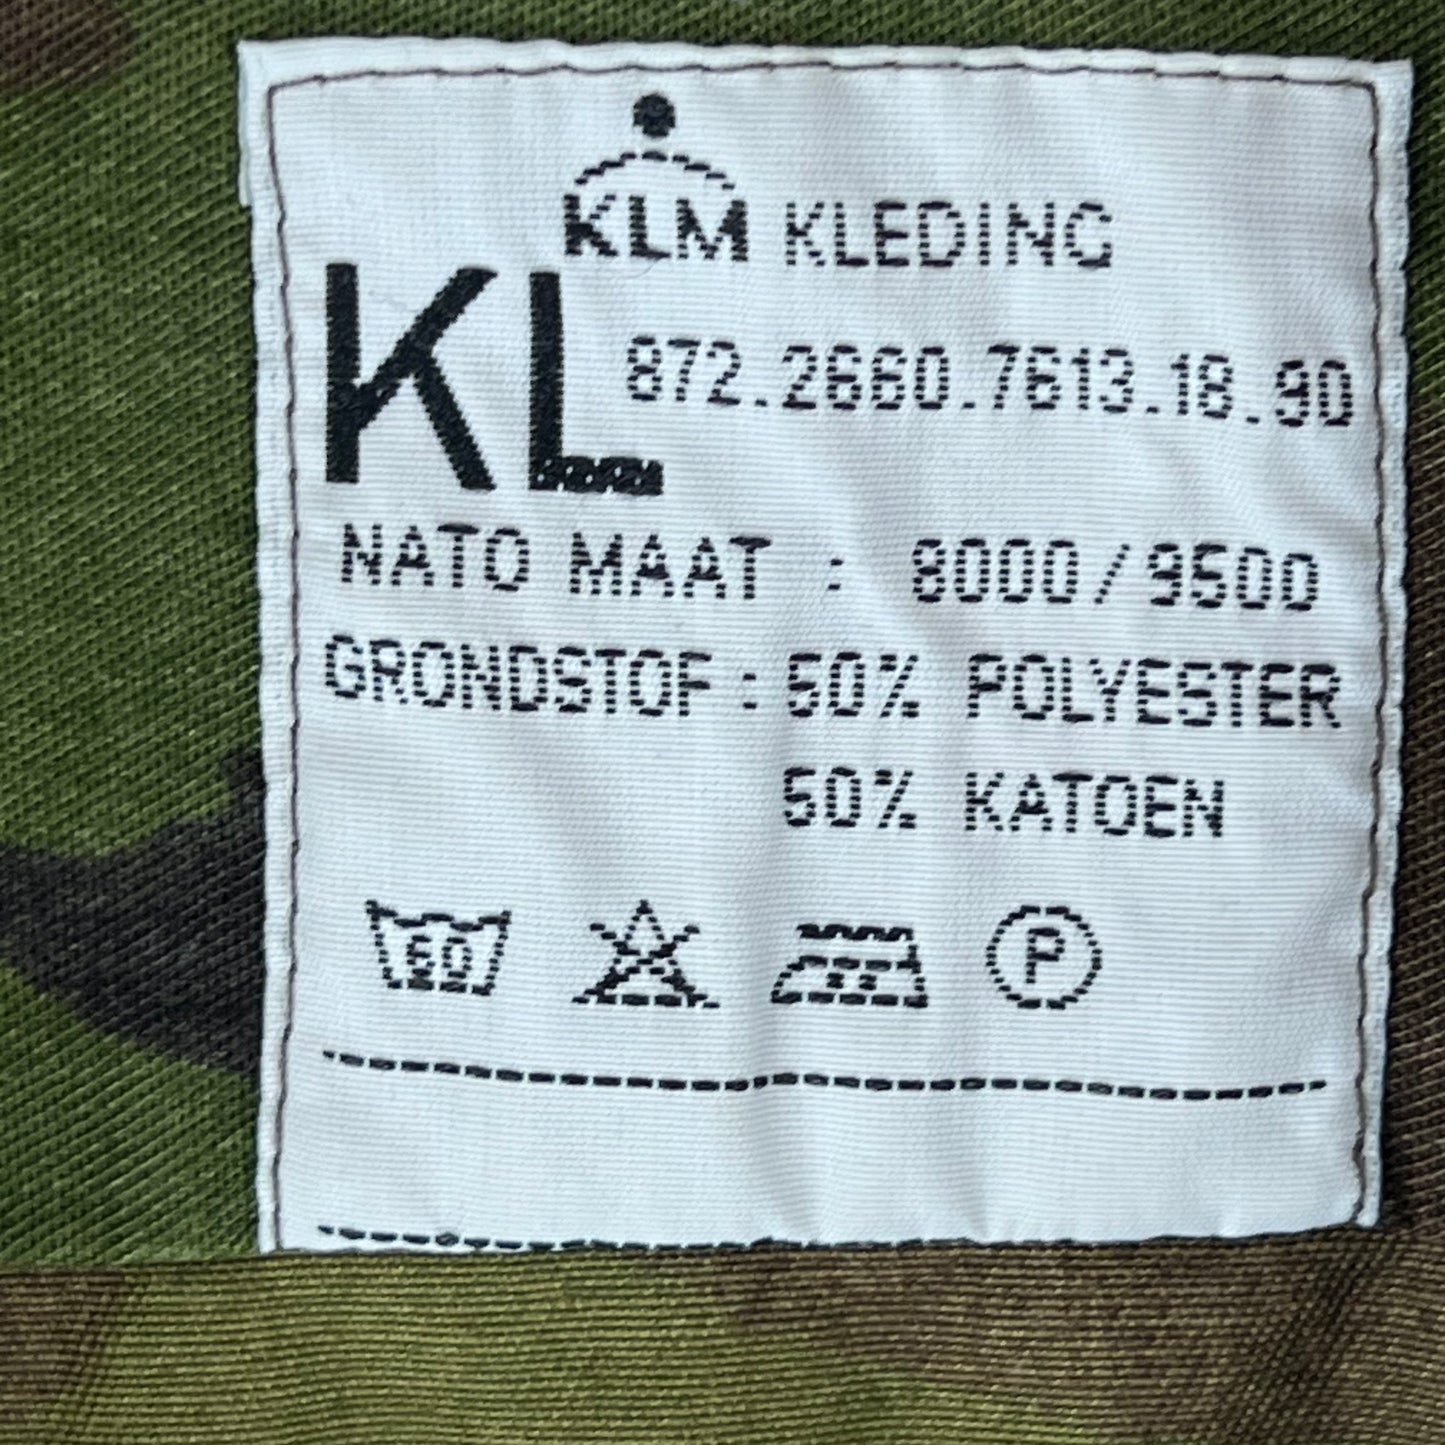 KLM KLEDING
KL 872.2660.7613.18.90
NATO MAAT : 8000/9500
GRONDSTOF : 50% POLYESTER
50% KATOEN
60 P